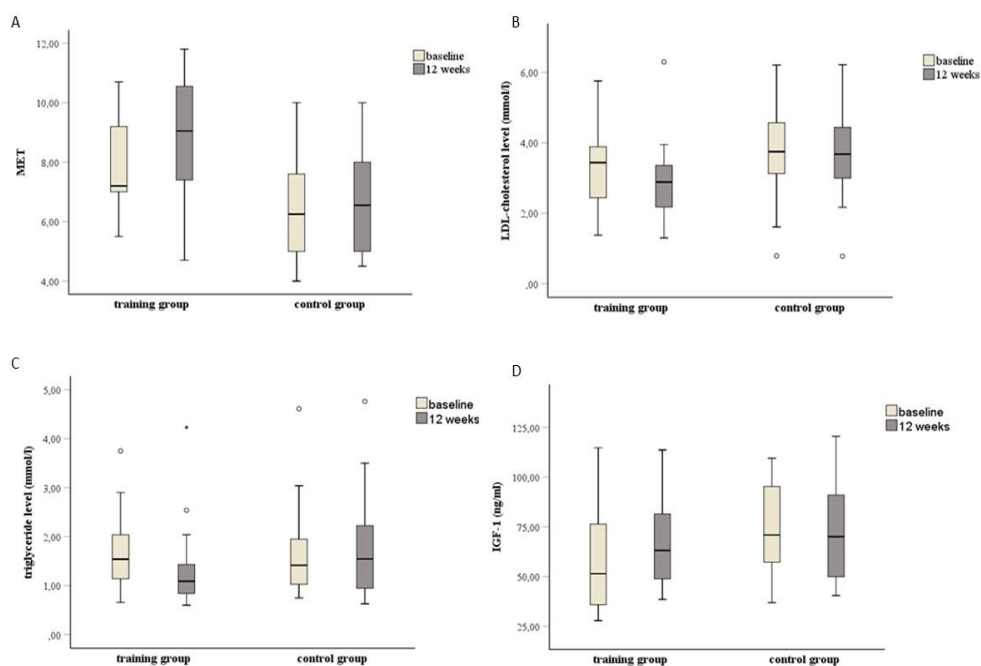 A
MET
12,00
10,00
8,00
6,00
4,00
baseline
12 weeks
training group
control group
B
LDL-cholesterol level (mmol/l)
6,00
4,00
2,00
,00
baseline
12 weeks
training group
control group
C
triglyceride level (mmol/l)
5,00
4,00
3,00
2,00
1,00
,00
baseline
12 weeks
training group
control group
D
IGF-1 (ng/ml)
125,00
100,00
75,00
50,00
25,00
baseline
12 weeks
training group
control group